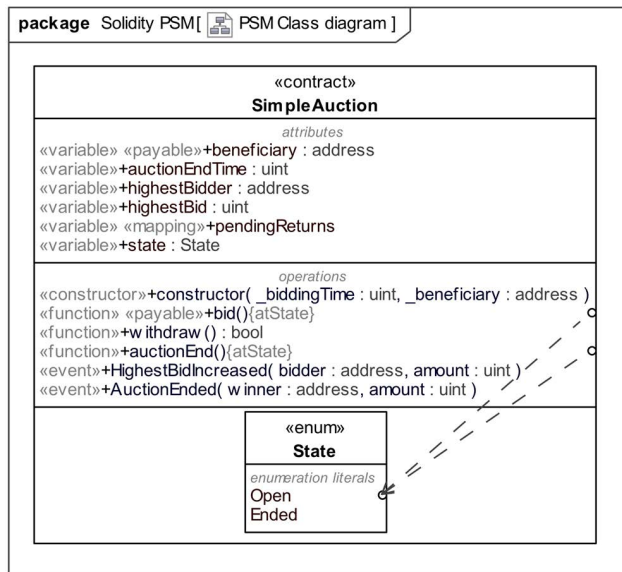 package Solidity PSM[ PSM Class diagram ]
«contract»
SimpleAuction
attributes
«variable» «payable»+beneficiary : address
«variable»+auctionEndTime : uint
«variable»+highestBidder : address
«variable»+highestBid : uint
«variable» «mapping»+pendingReturns
«variable»+state : State
operations
«constructor»+constructor( _biddingTime : uint, _beneficiary : address )
«function» «payable»+bid(){atState}
«function»+withdraw() : bool
«function»+auctionEnd(){atState}
«event»+HighestBidIncreased( bidder : address, amount : uint )
«event»+AuctionEnded( winner : address, amount : uint )
«enum»
State
enumeration literals
Open
Ended